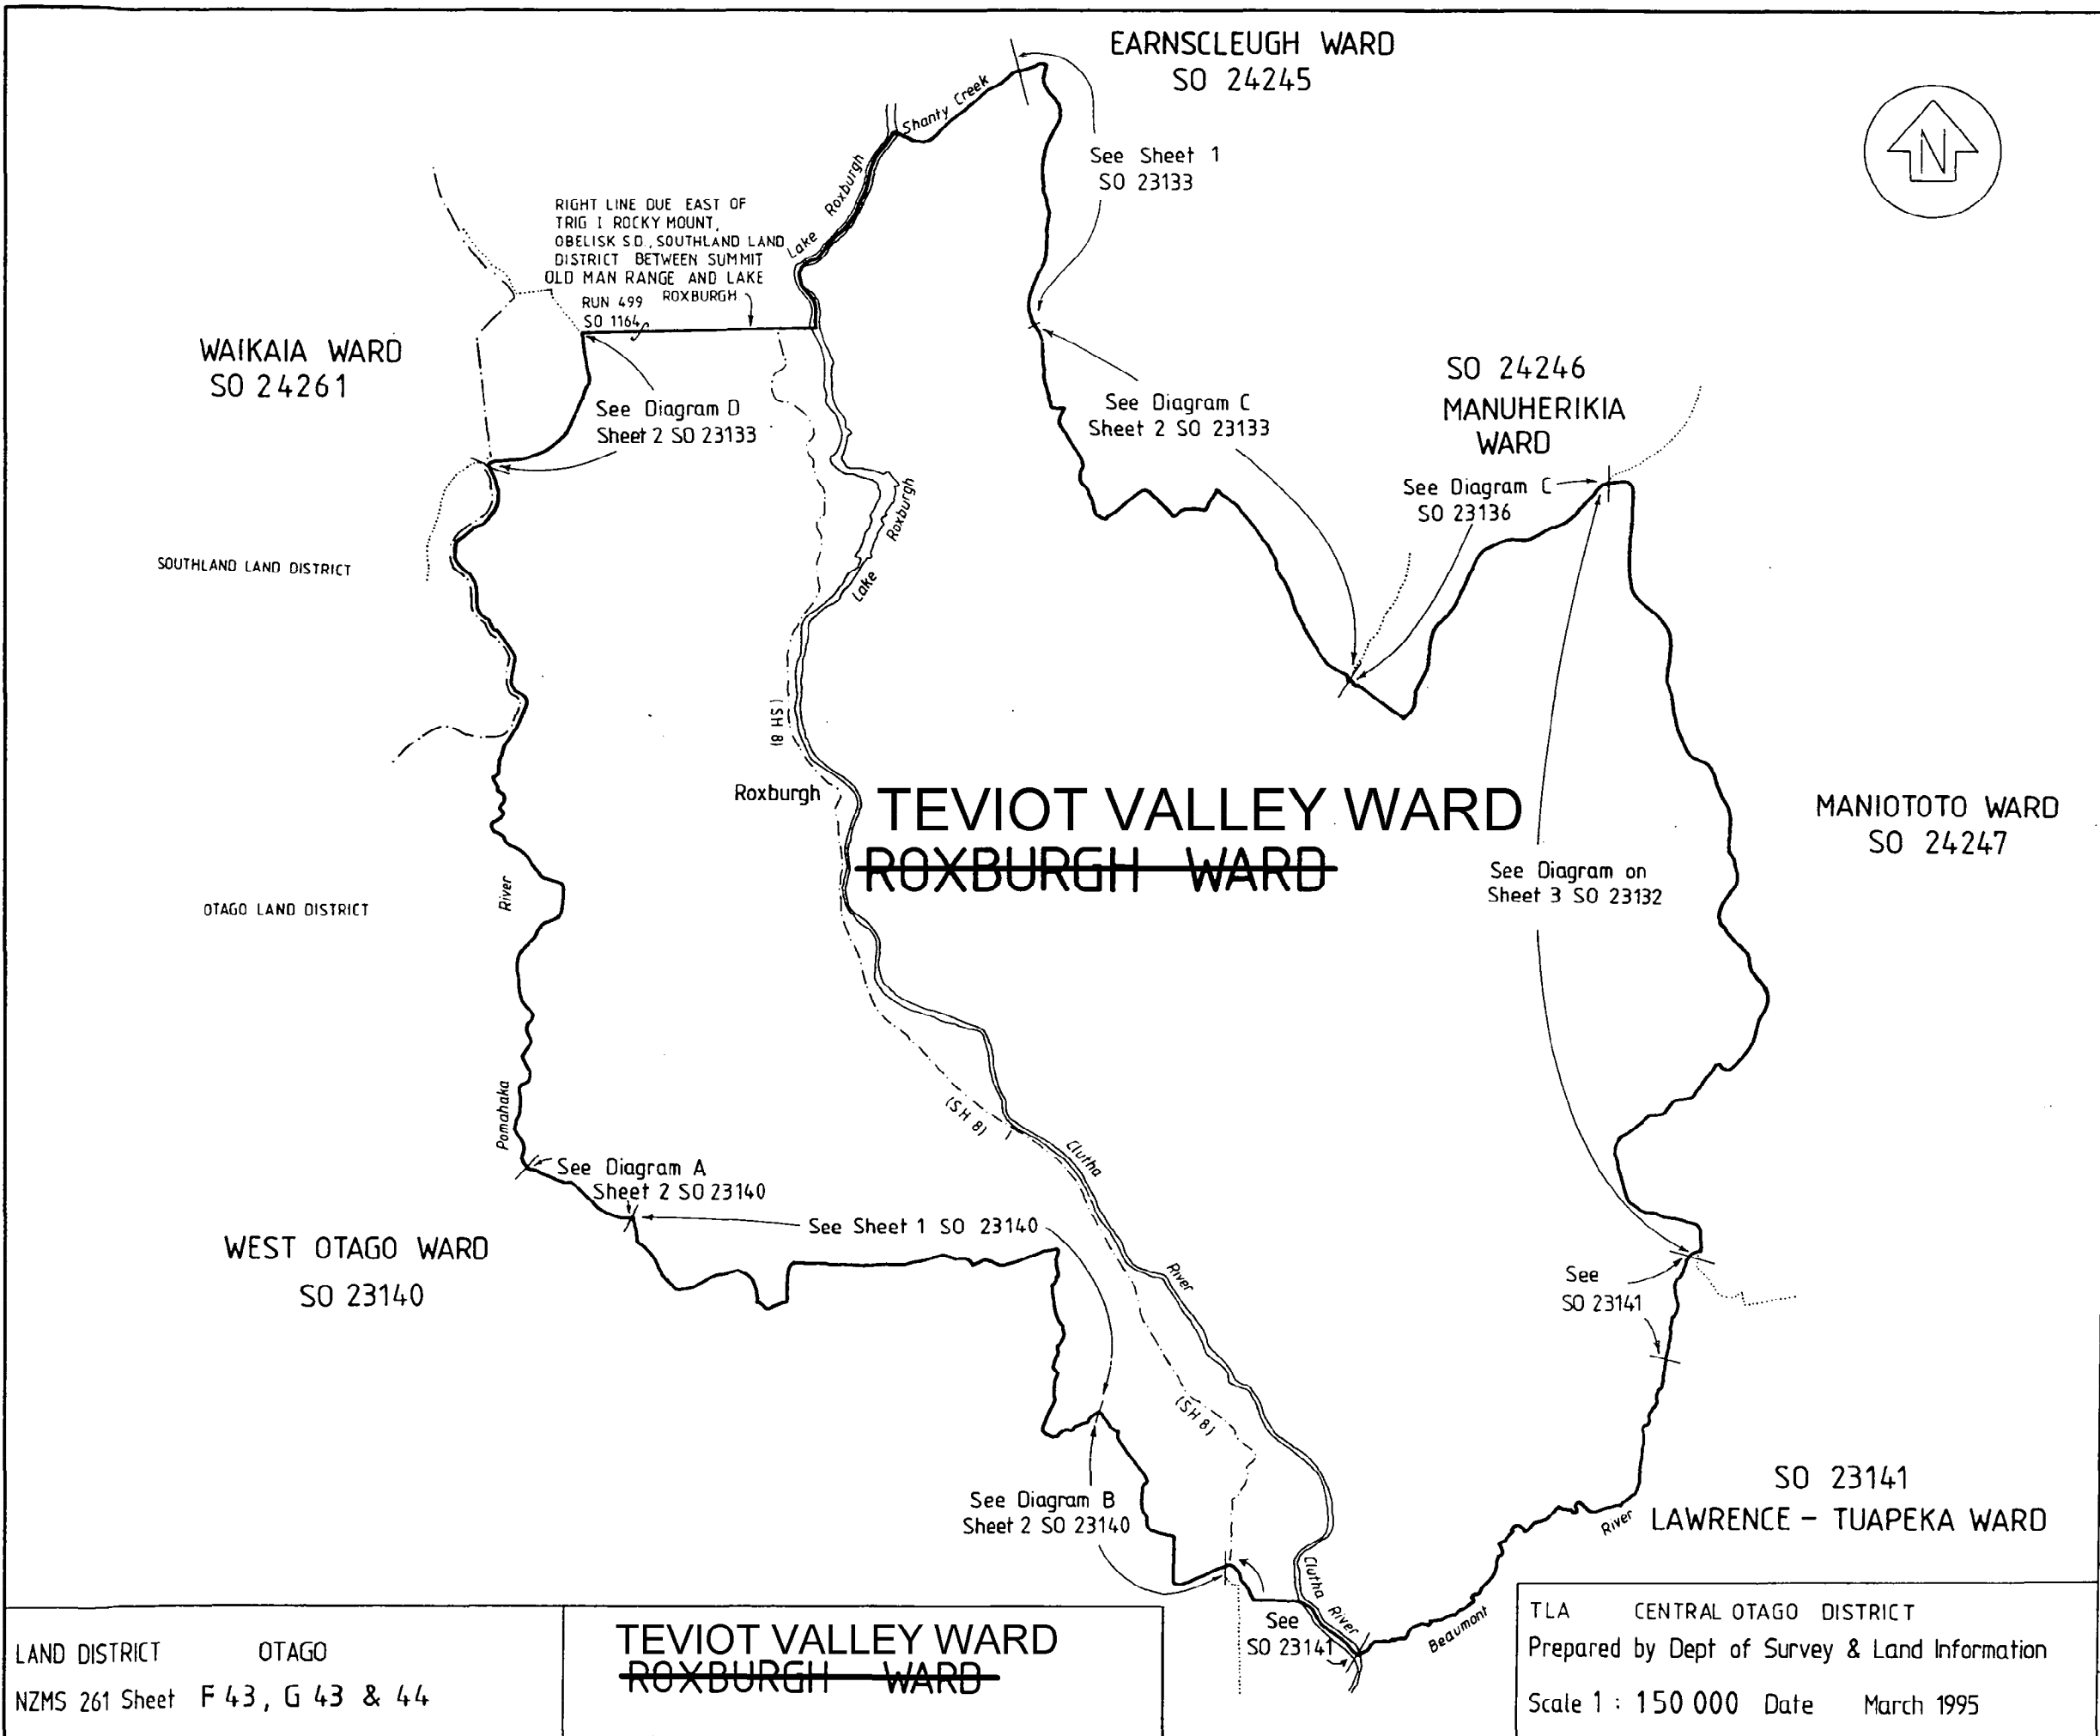 EARNSCLEUGH WARD
SO 24245
N
Shanty Creek
See Sheet 1
SO 23133
Lake Roxburgh
RIGHT LINE DUE EAST OF
TRIG I ROCKY MOUNT,
OBELISK S.D., SOUTHLAND LAND
DISTRICT BETWEEN SUMMIT
OLD MAN RANGE AND LAKE
ROXBURGH
RUN 499
SO 1164
WAIKAIA WARD
SO 24261
See Diagram D
Sheet 2 SO 23133
See Diagram C
Sheet 2 SO 23133
SO 24246
MANUHERIKIA
WARD
See Diagram C
SO 23136
Lake Roxburgh
SOUTHLAND LAND DISTRICT
(SH 8)
Roxburgh
TEVIOT VALLEY WARD
ROXBURGH WARD
MANIOTOTO WARD
SO 24247
See Diagram on
Sheet 3 SO 23132
OTAGO LAND DISTRICT
Pomahaka River
(SH 8)
Clutha River
See Diagram A
Sheet 2 SO 23140
See Sheet 1 SO 23140
WEST OTAGO WARD
SO 23140
See
SO 23141
(SH 8)
See Diagram B
Sheet 2 SO 23140
SO 23141
LAWRENCE – TUAPEKA WARD
Beaumont River
Clutha River
See
SO 23141
LAND DISTRICT OTAGO
NZMS 261 Sheet F 43, G 43 & 44
TEVIOT VALLEY WARD
ROXBURGH WARD
TLA CENTRAL OTAGO DISTRICT
Prepared by Dept of Survey & Land Information
Scale 1 : 150 000 Date March 1995